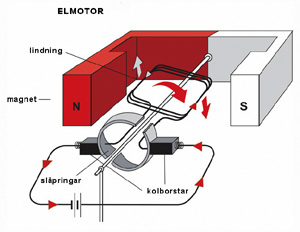 ELMOTOR
lindning
magnet
N
S
släpringar
kolborstar